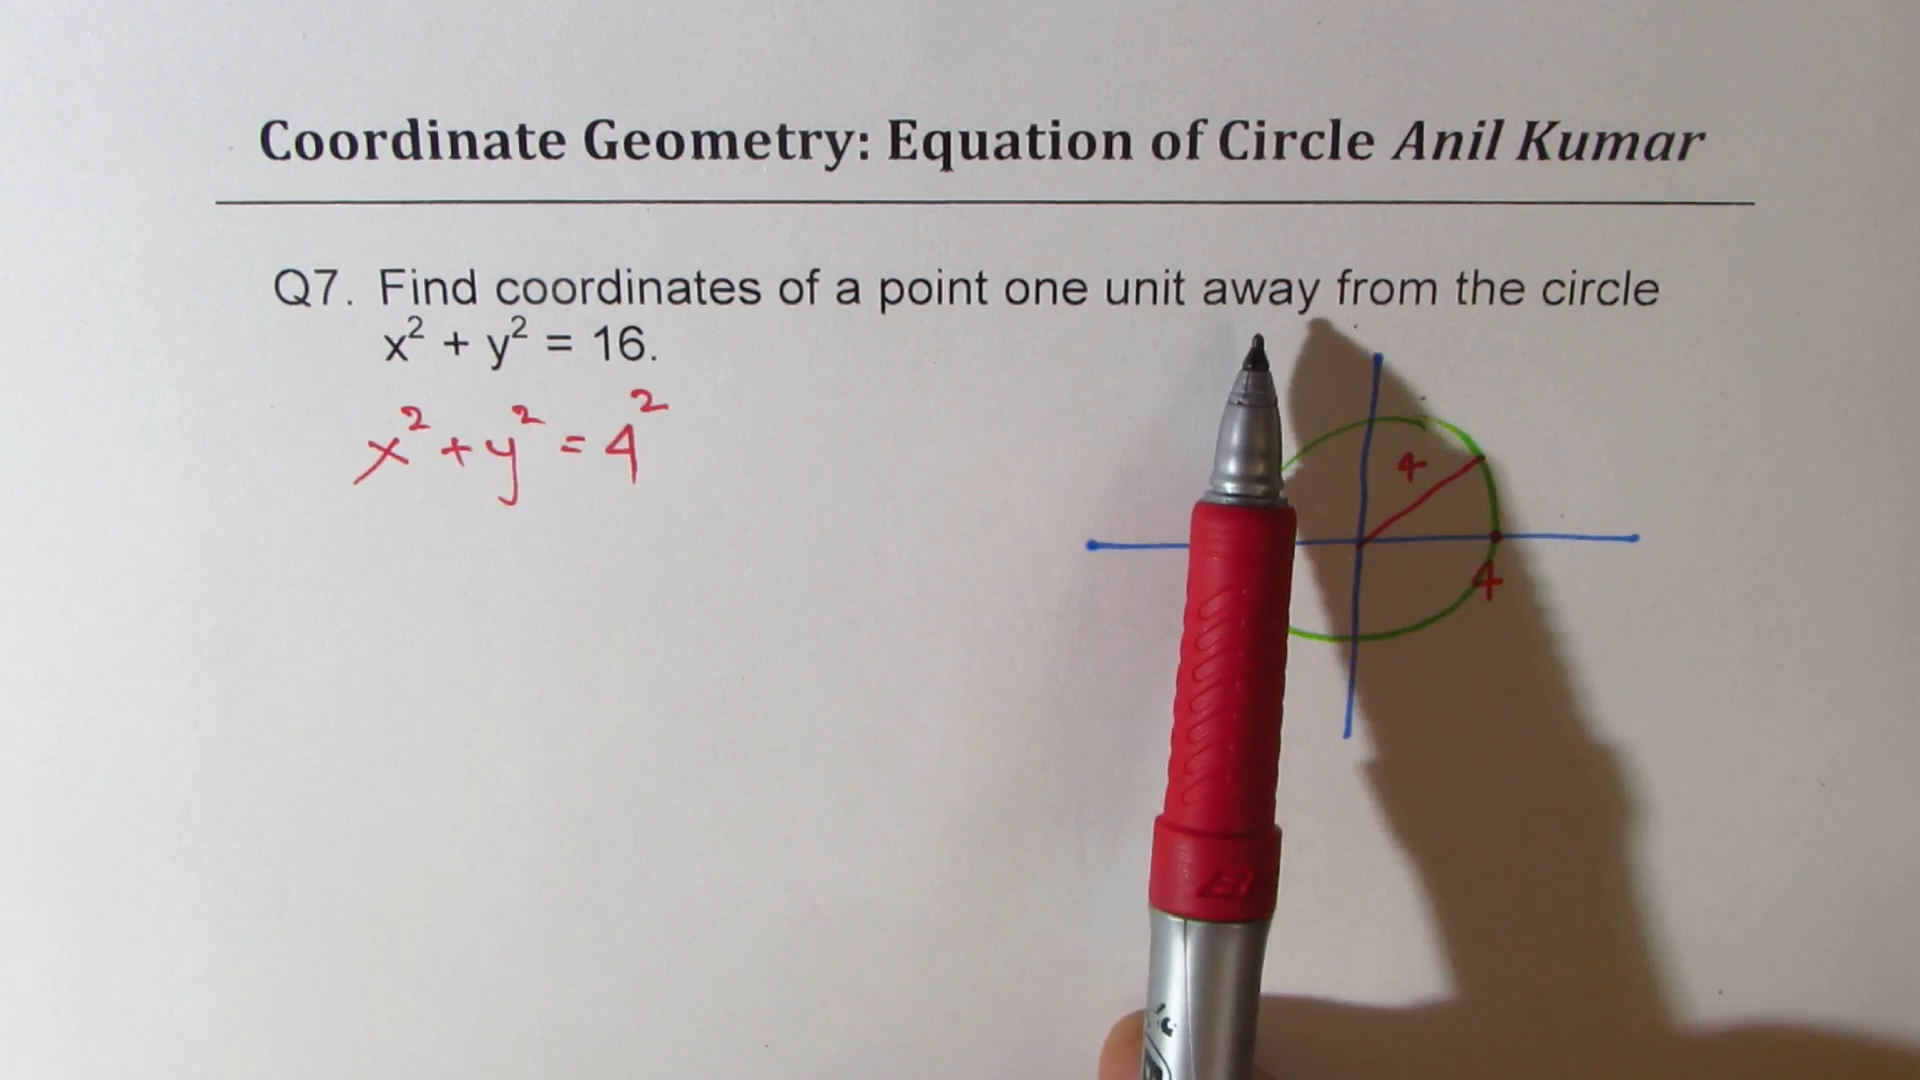 Coordinate Geometry: Equation of Circle Anil Kumar
Q7. Find coordinates of a point one unit away from the circle
x² + y² = 16.
x² + y² = 4²
4
4